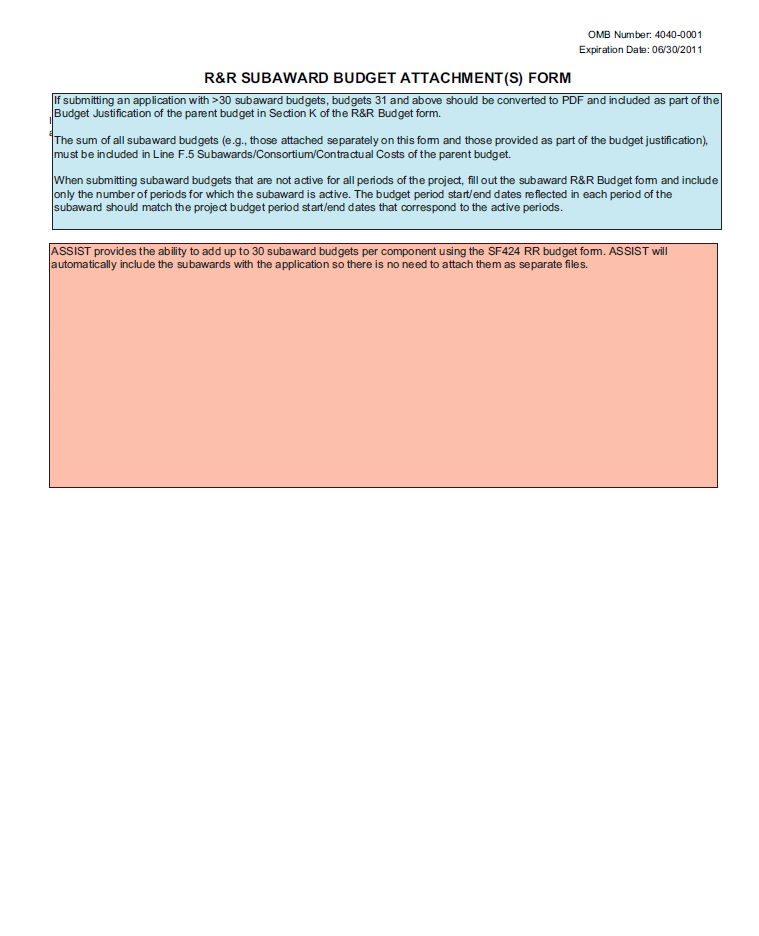 OMB Number: 4040-0001
Expiration Date: 06/30/2011
R&R SUBAWARD BUDGET ATTACHMENT(S) FORM
If submitting an application with >30 subaward budgets, budgets 31 and above should be converted to PDF and included as part of the
Budget Justification of the parent budget in Section K of the R&R Budget form.
The sum of all subaward budgets (e.g., those attached separately on this form and those provided as part of the budget justification),
must be included in Line F.5 Subawards/Consortium/Contractual Costs of the parent budget.
When submitting subaward budgets that are not active for all periods of the project, fill out the subaward R&R Budget form and include
only the number of periods for which the subaward is active. The budget period start/end dates reflected in each period of the
subaward should match the project budget period start/end dates that correspond to the active periods.
ASSIST provides the ability to add up to 30 subaward budgets per component using the SF424 RR budget form. ASSIST will
automatically include the subawards with the application so there is no need to attach them as separate files.